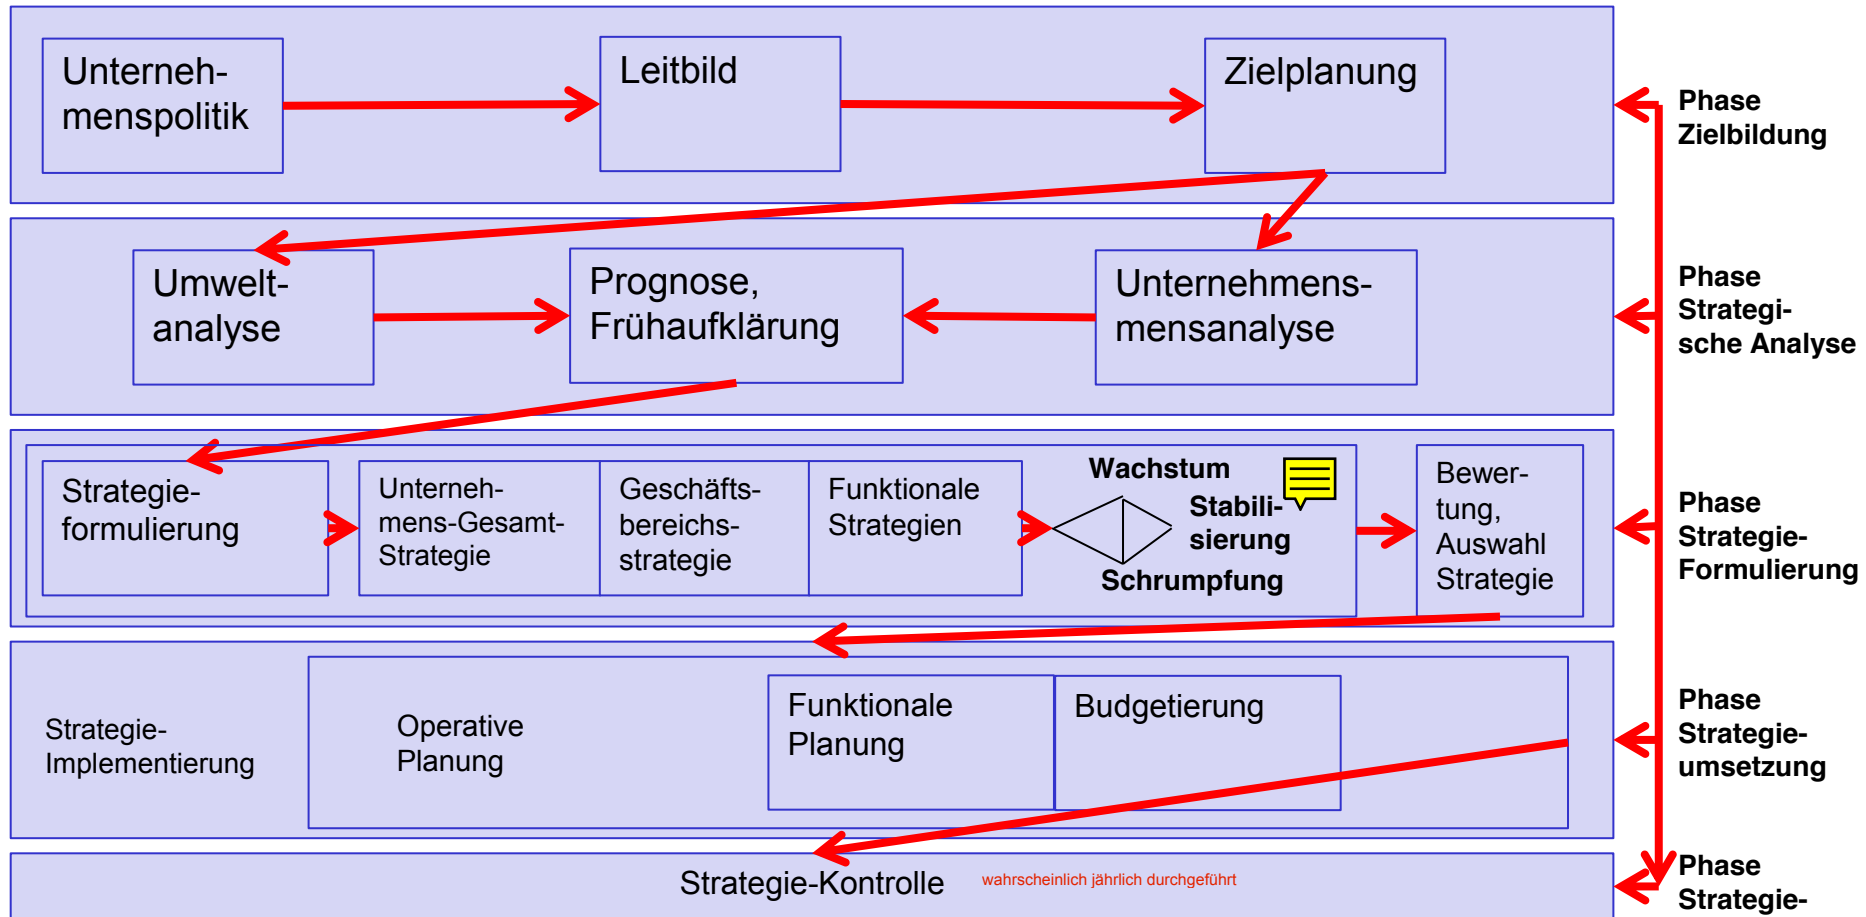 Unterneh-
menspolitik
Leitbild
Zielplanung
Phase
Zielbildung
Umwelt-
analyse
Prognose,
Frühaufklärung
Unternehmens-
mensanalyse
Phase
Strategi-
sche Analyse
Strategie-
formulierung
Unterneh-
mens-Gesamt-
Strategie
Geschäfts-
bereichs-
strategie
Funktionale
Strategien
Wachstum
Stabili-
sierung
Schrumpfung
Bewer-
tung,
Auswahl
Strategie
Phase
Strategie-
Formulierung
Strategie-
Implementierung
Operative
Planung
Funktionale
Planung
Budgetierung
Phase
Strategie-
umsetzung
Strategie-Kontrolle
wahrscheinlich jährlich durchgeführt
Phase
Strategie-